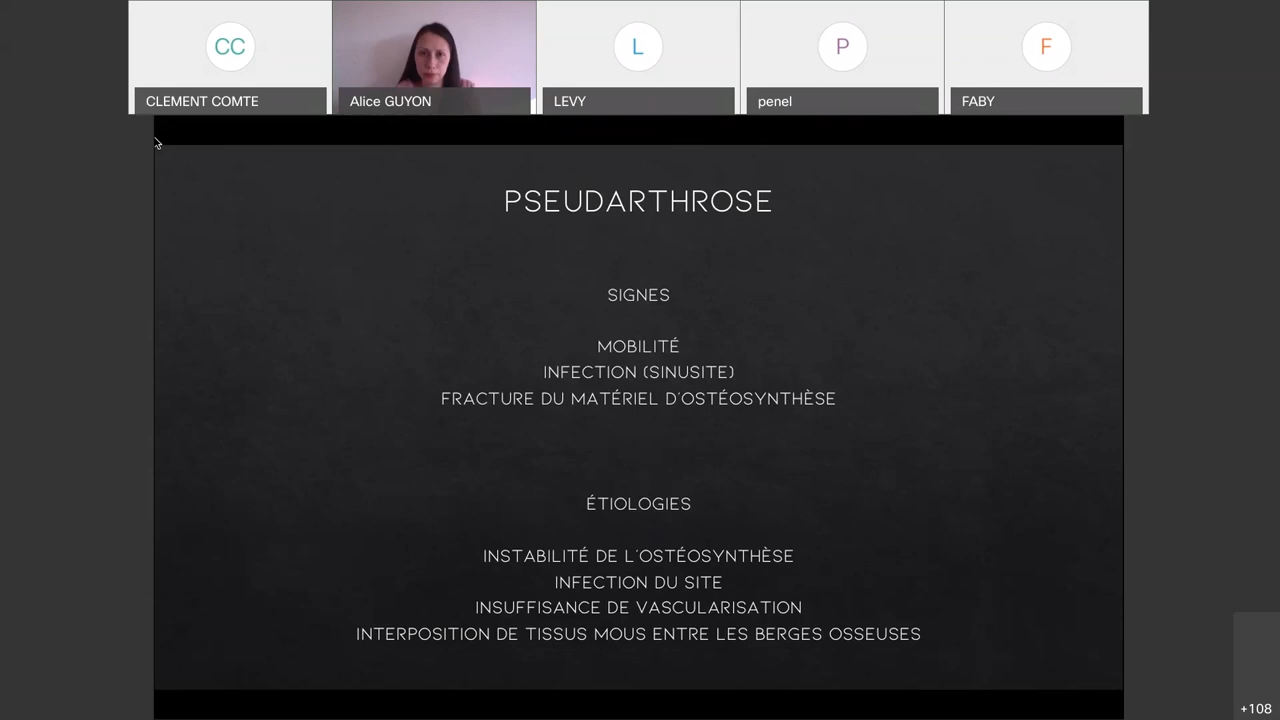 CC
L
P
F
CLEMENT COMTE
Alice GUYON
LEVY
penel
FABY
PSEUDARTHROSE
SIGNES
MOBILITÉ
INFECTION (SINUSITE)
FRACTURE DU MATÉRIEL D'OSTÉOSYNTHÈSE
ÉTIOLOGIES
INSTABILITÉ DE L'OSTÉOSYNTHÈSE
INFECTION DU SITE
INSUFFISANCE DE VASCULARISATION
INTERPOSITION DE TISSUS MOUS ENTRE LES BERGES OSSEUSES
+108